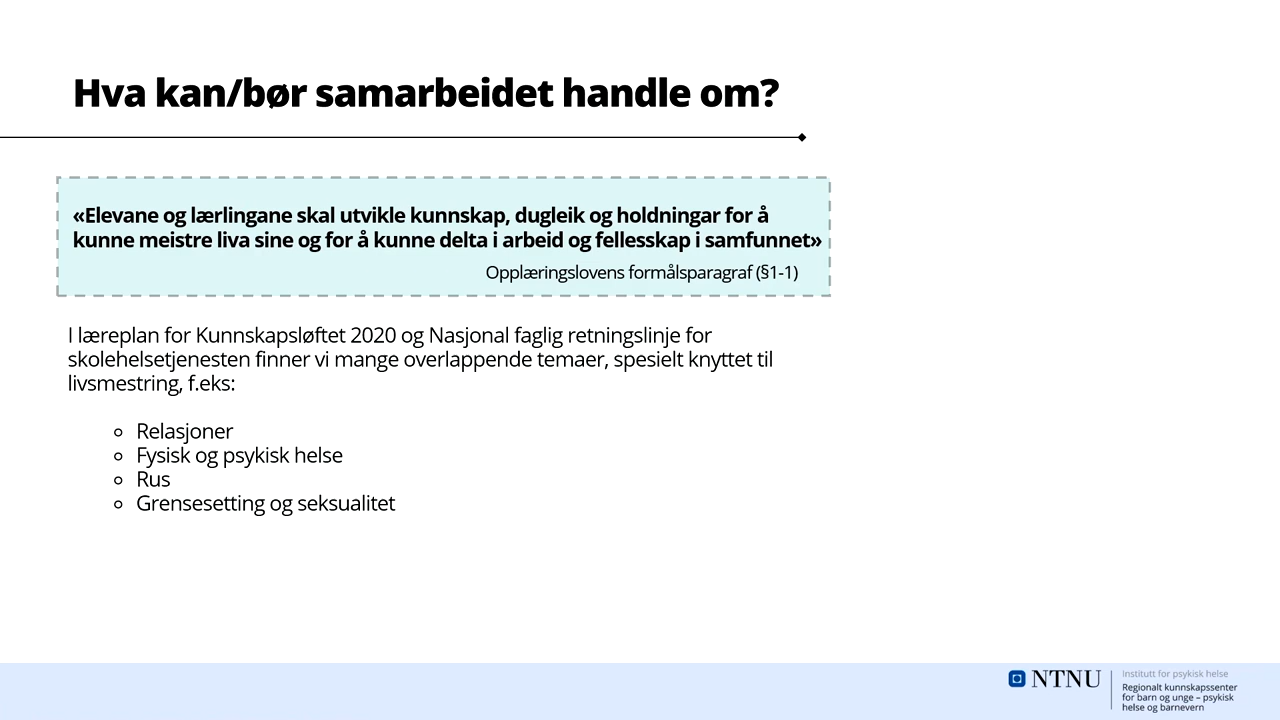 Hva kan/bør samarbeidet handle om?
«Elevane og lærlingane skal utvikle kunnskap, dugleik og holdningar for å
kunne meistre liva sine og for å kunne delta i arbeid og fellesskap i samfunnet»
Opplæringslovens formålsparagraf (§1-1)
I læreplan for Kunnskapsløftet 2020 og Nasjonal faglig retningslinje for
skolehelsetjenesten finner vi mange overlappende temaer, spesielt knyttet til
livsmestring, f.eks:
Relasjoner
Fysisk og psykisk helse
Rus
Grensesetting og seksualitet
NTNU
Institutt for psykisk helse
Regionalt kunnskapssenter
for barn og unge – psykisk
helse og barnevern